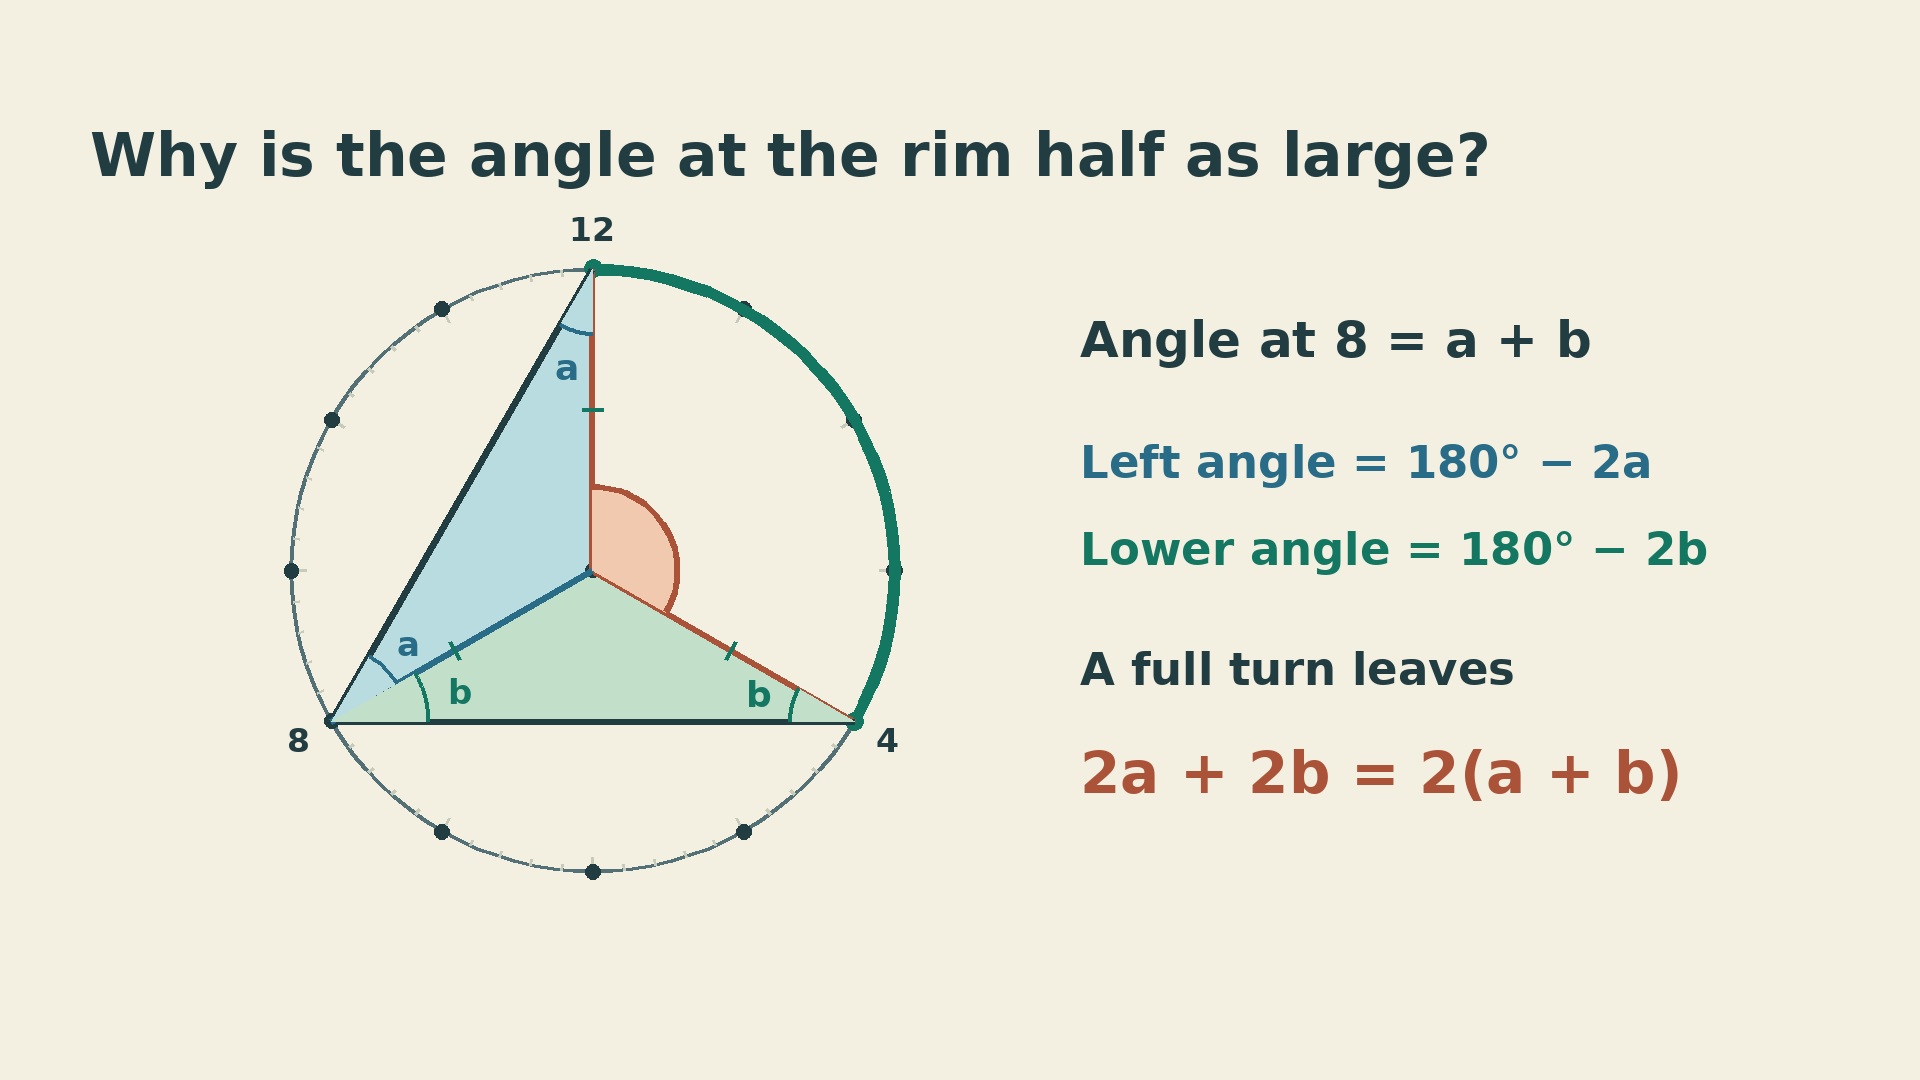 Why is the angle at the rim half as large?
12
a
a
b
b
8
4
Angle at 8 = a + b
Left angle = 180° − 2a
Lower angle = 180° − 2b
A full turn leaves
2a + 2b = 2(a + b)